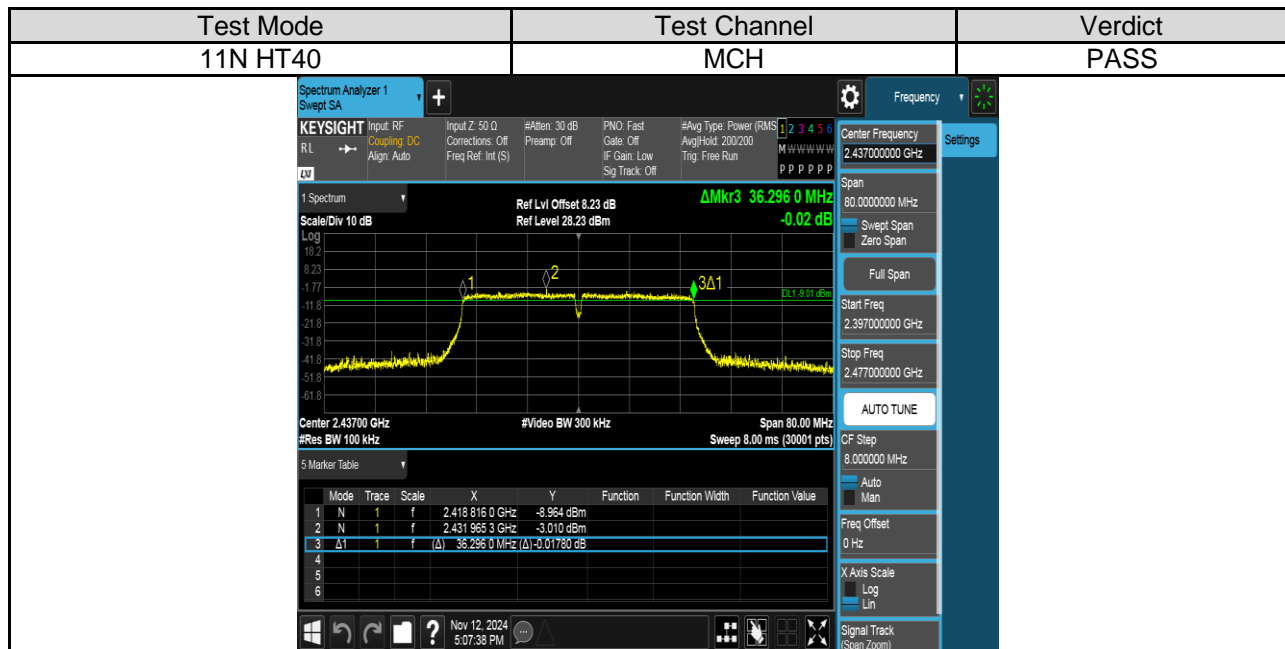 Test Mode Test Channel Verdict
11N HT40 MCH PASS
Spectrum Analyzer 1
Swept SA
+
Frequency
KEYSIGHT
RL
LXI
Input: RF
Coupling: DC
Align: Auto
Input Z: 50 Ω
Corrections: Off
Freq Ref: Int (S)
#Atten: 30 dB
Preamp: Off
PNO: Fast
Gate: Off
IF Gain: Low
Sig Track: Off
#Avg Type: Power (RMS
Avg|Hold: 200/200
Trig: Free Run
1 2 3 4 5 6
M W W W W W
P P P P P P
1 Spectrum
Scale/Div 10 dB
Ref Lvl Offset 8.23 dB
Ref Level 28.23 dBm
ΔMkr3 36.296 0 MHz
-0.02 dB
Log
18.2
8.23
-1.77
-11.8
-21.8
-31.8
-41.8
-51.8
-61.8
1
2
3Δ1
DL1 -9.01 dBm
Center 2.43700 GHz
#Res BW 100 kHz
#Video BW 300 kHz
Span 80.00 MHz
Sweep 8.00 ms (30001 pts)
5 Marker Table
Mode Trace Scale X Y Function Function Width Function Value
1 N 1 f 2.418 816 0 GHz -8.964 dBm
2 N 1 f 2.431 965 3 GHz -3.010 dBm
3 Δ1 1 f (Δ) 36.296 0 MHz (Δ) -0.01780 dB
4
5
6
Center Frequency
2.437000000 GHz
Settings
Span
80.0000000 MHz
Swept Span
Zero Span
Full Span
Start Freq
2.397000000 GHz
Stop Freq
2.477000000 GHz
AUTO TUNE
CF Step
8.000000 MHz
Auto
Man
Freq Offset
0 Hz
X Axis Scale
Log
Lin
Signal Track
(Span Zoom)
?
Nov 12, 2024
5:07:38 PM